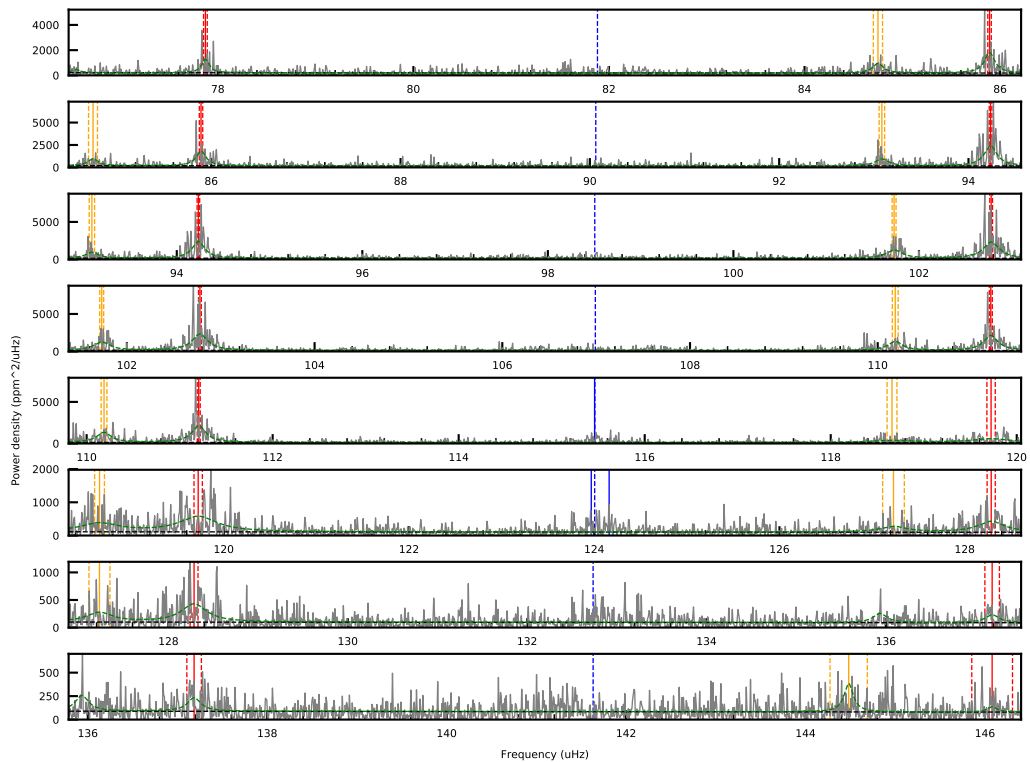 4000
2000
0
78 80 82 84 86
5000
2500
0
86 88 90 92 94
5000
0
94 96 98 100 102
5000
0
102 104 106 108 110
5000
0
110 112 114 116 118 120
2000
1000
0
120 122 124 126 128
1000
500
0
128 130 132 134 136
500
250
0
136 138 140 142 144 146
Power density (ppm^2/uHz)
Frequency (uHz)